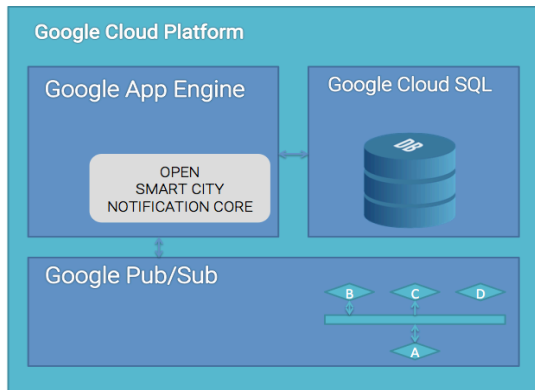 Google Cloud Platform
Google App Engine
OPEN
SMART CITY
NOTIFICATION CORE
Google Cloud SQL
DB
Google Pub/Sub
B
C
D
A